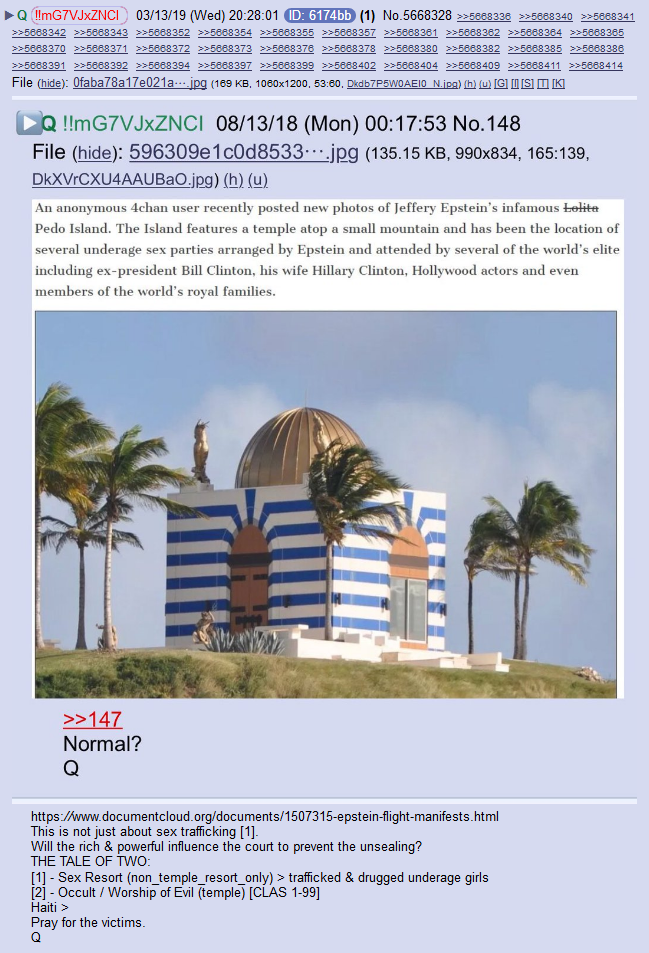 ▶ Q !!mG7VJxZNCI 03/13/19 (Wed) 20:28:01 ID: 6174bb (1) No.5668328 >>5668336 >>5668340 >>5668341
>>5668342 >>5668343 >>5668352 >>5668354 >>5668355 >>5668357 >>5668361 >>5668362 >>5668364 >>5668365
>>5668370 >>5668371 >>5668372 >>5668373 >>5668376 >>5668378 >>5668380 >>5668382 >>5668385 >>5668386
>>5668391 >>5668392 >>5668394 >>5668397 >>5668399 >>5668402 >>5668404 >>5668409 >>5668411 >>5668414
File (hide): 0faba78a17e021a⋯.jpg (169 KB, 1060x1200, 53:60, Dkdb7P5W0AEI0_N.jpg) (h) (u) [G] [I] [S] [T] [K]
▶Q !!mG7VJxZNCI 08/13/18 (Mon) 00:17:53 No.148
File (hide): 596309e1c0d8533⋯.jpg (135.15 KB, 990x834, 165:139,
DkXVrCXU4AAUBaO.jpg) (h) (u)
An anonymous 4chan user recently posted new photos of Jeffery Epstein's infamous Lolita
Pedo Island. The Island features a temple atop a small mountain and has been the location of
several underage sex parties arranged by Epstein and attended by several of the world's elite
including ex-president Bill Clinton, his wife Hillary Clinton, Hollywood actors and even
members of the world's royal families.
>>147
Normal?
Q
https://www.documentcloud.org/documents/1507315-epstein-flight-manifests.html
This is not just about sex trafficking [1].
Will the rich & powerful influence the court to prevent the unsealing?
THE TALE OF TWO:
[1] - Sex Resort (non_temple_resort_only) > trafficked & drugged underage girls
[2] - Occult / Worship of Evil (temple) [CLAS 1-99]
Haiti >
Pray for the victims.
Q